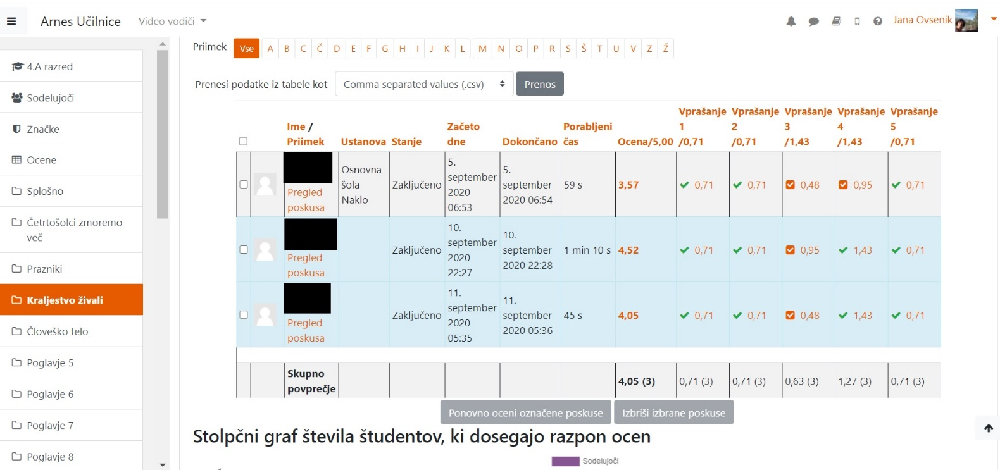 Arnes Učilnice
Video vodiči
Jana Ovsenik
4.A razred
Sodelujoči
Značke
Ocene
Splošno
Četrtošolci zmoremo
več
Prazniki
Kraljestvo živali
Človeško telo
Poglavje 5
Poglavje 6
Poglavje 7
Poglavje 8
Priimek Vse A B C Č D E F G H I J K L M N O P R S Š T U V Z Ž
Prenesi podatke iz tabele kot Comma separated values (.csv) Prenos
Ime / Priimek Ustanova Stanje Začeto dne Dokončano Porabljeni čas Ocena/5,00 Vprašanje 1 /0,71 Vprašanje 2 /0,71 Vprašanje 3 /1,43 Vprašanje 4 /1,43 Vprašanje 5 /0,71
Pregled poskusa Osnovna šola Naklo Zaključeno 5. september 2020 06:53 5. september 2020 06:54 59 s 3,57 0,71 0,71 0,48 0,95 0,71
Pregled poskusa Zaključeno 10. september 2020 22:27 10. september 2020 22:28 1 min 10 s 4,52 0,71 0,71 0,95 1,43 0,71
Pregled poskusa Zaključeno 11. september 2020 05:35 11. september 2020 05:36 45 s 4,05 0,71 0,71 0,48 1,43 0,71
Skupno povprečje 4,05 (3) 0,71 (3) 0,71 (3) 0,63 (3) 1,27 (3) 0,71 (3)
Ponovno oceni označene poskuse Izbriši izbrane poskuse
Stolpčni graf števila študentov, ki dosegajo razpon ocen
Sodelujoči